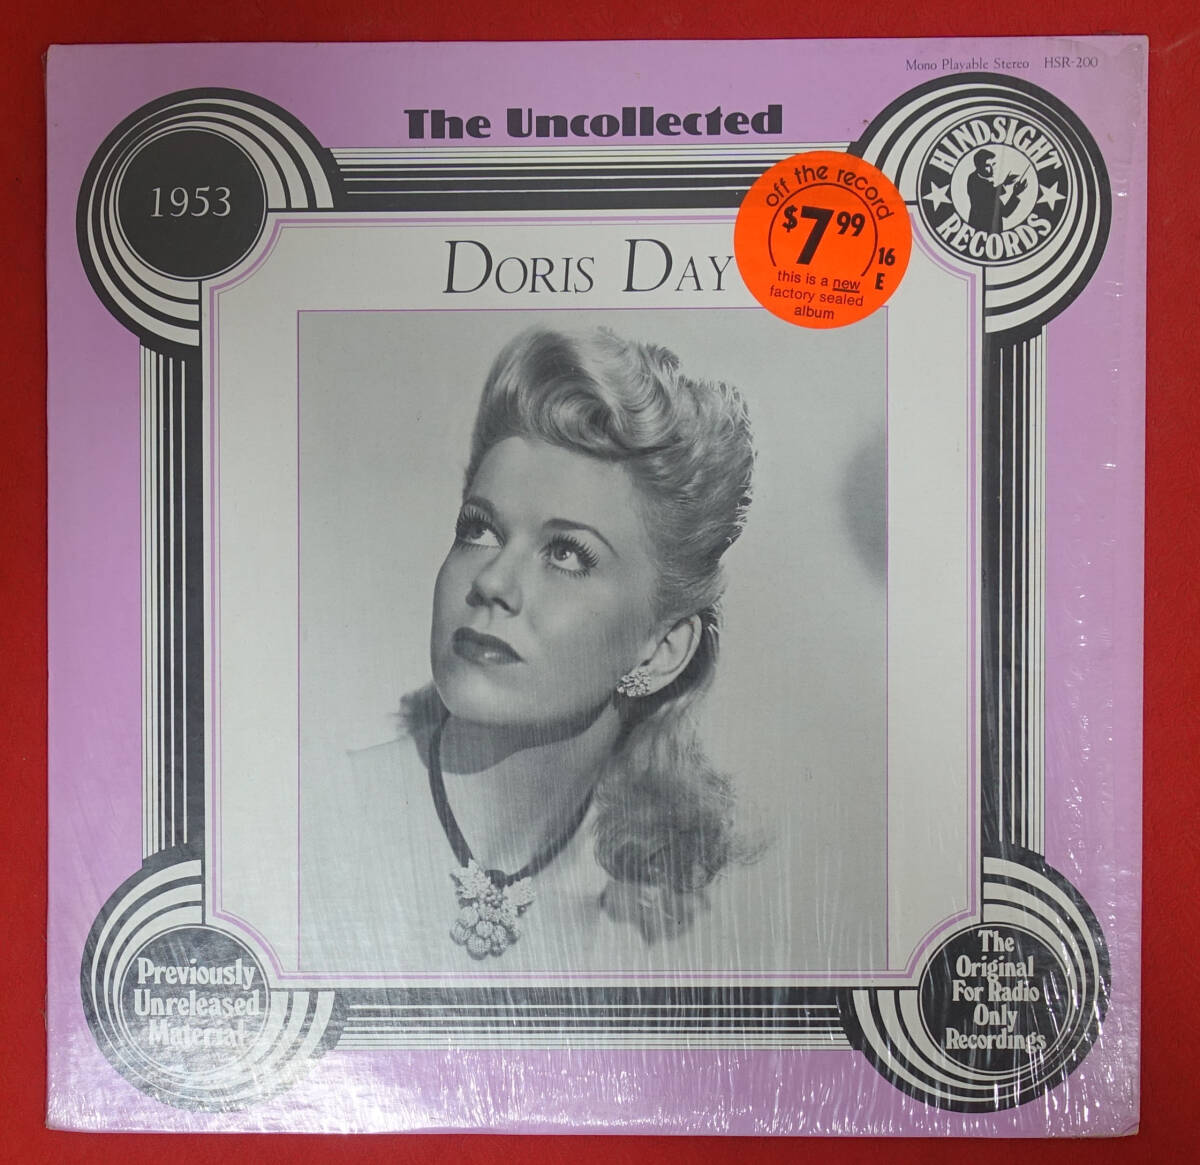 Mono Playable Stereo HSR-200
The Uncollected
1953
HINDSIGHT
RECORDS
off the record
$7.99
16
E
this is a new
factory sealed
album
DORIS DAY
Previously
Unreleased
Material
The
Original
For Radio
Only
Recordings